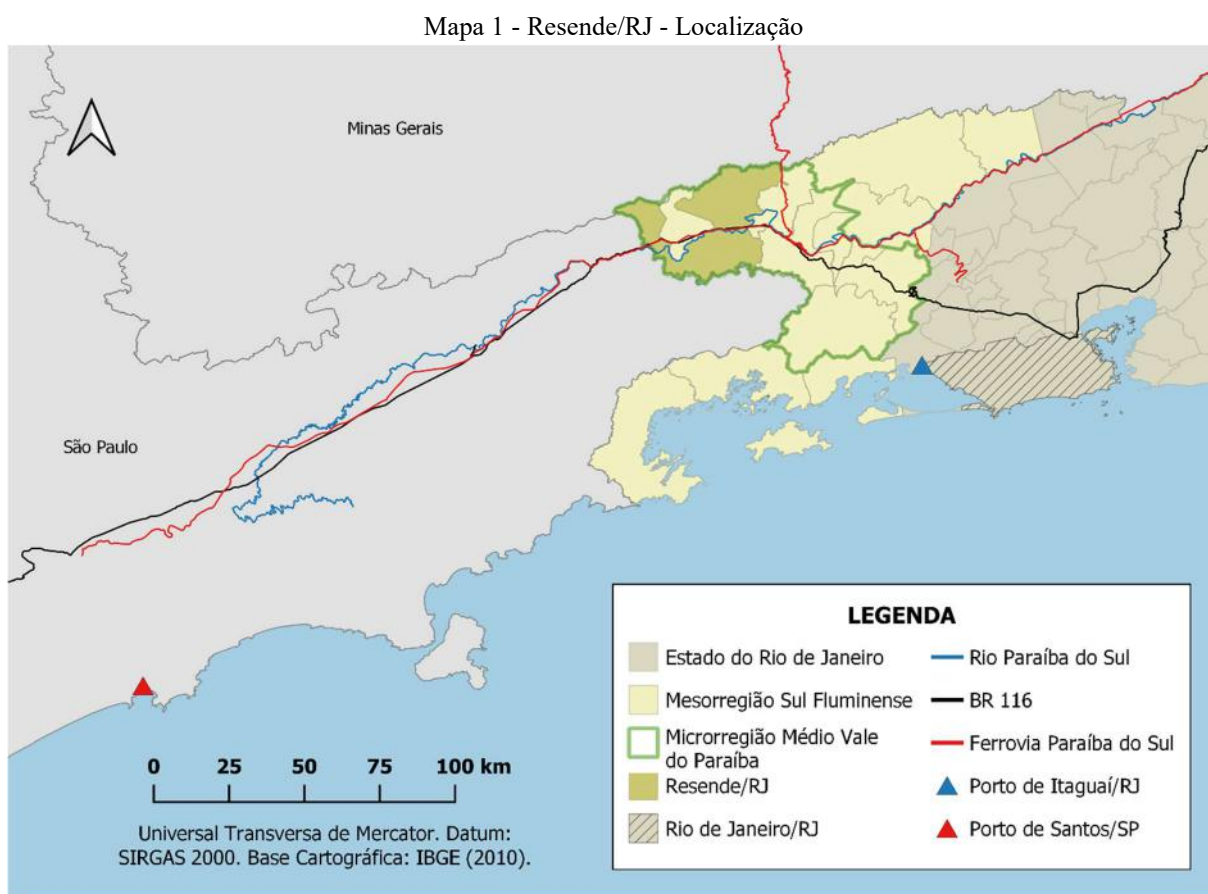 Mapa 1 - Resende/RJ - Localização
Minas Gerais
São Paulo
LEGENDA
Estado do Rio de Janeiro
Mesorregião Sul Fluminense
Microrregião Médio Vale
do Paraíba
Resende/RJ
Rio de Janeiro/RJ
Rio Paraíba do Sul
BR 116
Ferrovia Paraíba do Sul
Porto de Itaguaí/RJ
Porto de Santos/SP
0 25 50 75 100 km
Universal Transversa de Mercator. Datum:
SIRGAS 2000. Base Cartográfica: IBGE (2010).